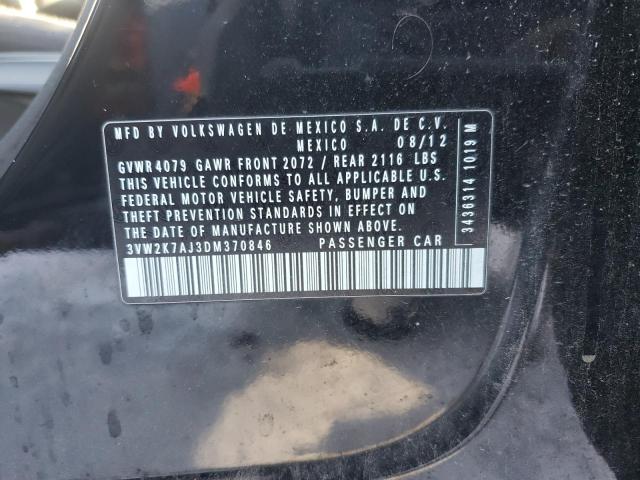 MFD BY VOLKSWAGEN DE MEXICO S.A. DE C.V.
MEXICO 08/12
GVWR 4079 GAWR FRONT 2072 / REAR 2116 LBS
THIS VEHICLE CONFORMS TO ALL APPLICABLE U.S.
FEDERAL MOTOR VEHICLE SAFETY, BUMPER AND
THEFT PREVENTION STANDARDS IN EFFECT ON
THE DATE OF MANUFACTURE SHOWN ABOVE.
3VW2K7AJ3DM370846 PASSENGER CAR
3436314 1019 M